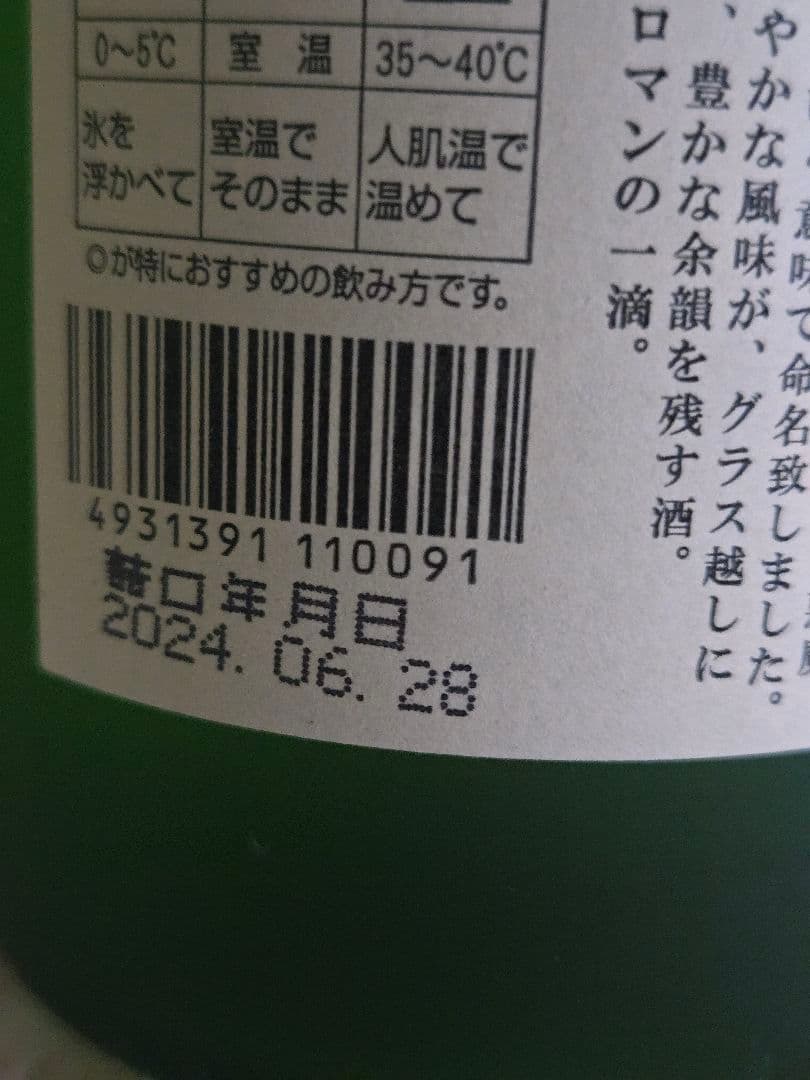 0〜5℃ 室温 35〜40℃
氷を浮かべて 室温でそのまま 人肌温で温めて
◎が特におすすめの飲み方です。
4931391 110091
詰口年月日
2024. 06. 28
意味で命名致しました。
やかな風味が、グラス越しに
、豊かな余韻を残す酒。
ロマンの一滴。